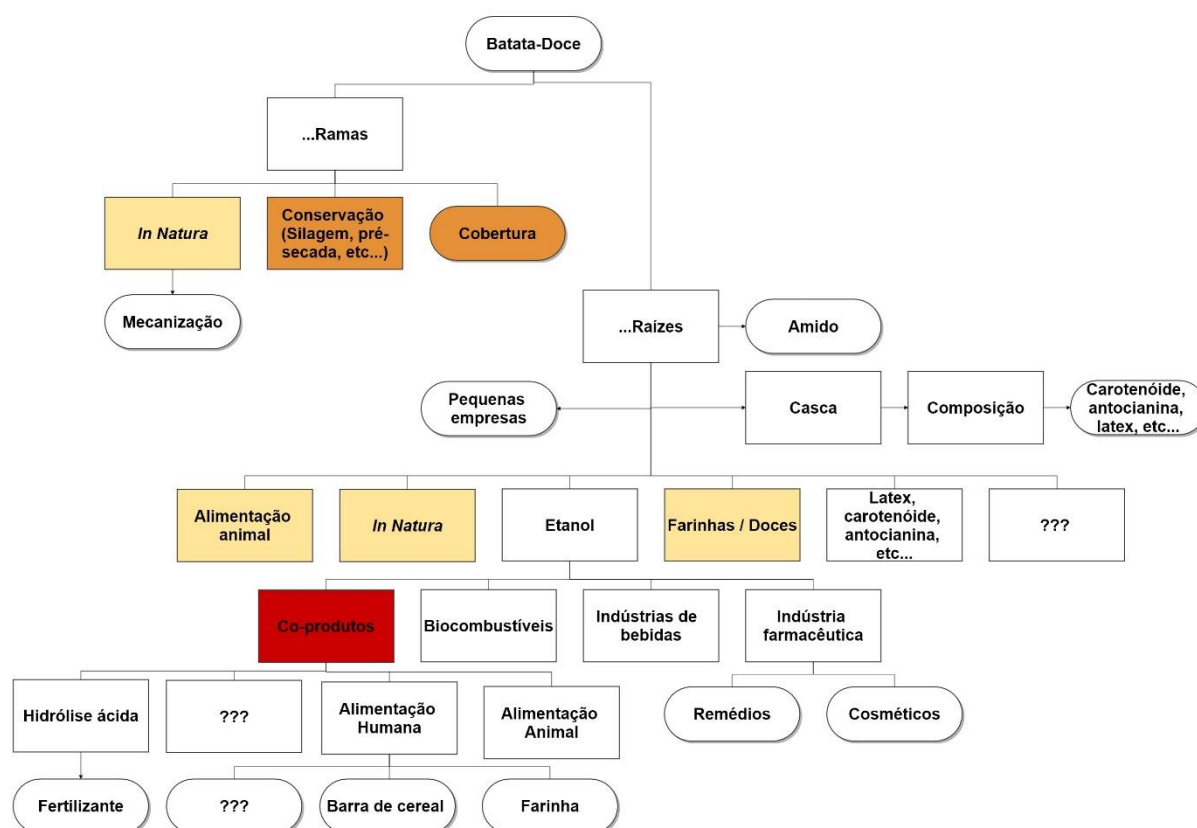 Batata-Doce
...Ramas
In Natura
Conservação
(Silagem, pré-
secada, etc...)
Cobertura
Mecanização
...Raízes
Amido
Pequenas
empresas
Casca
Composição
Carotenóide,
antocianina,
latex, etc...
Alimentação
animal
In Natura
Etanol
Farinhas / Doces
Latex,
carotenóide,
antocianina,
etc...
???
Co-produtos
Biocombustíveis
Indústrias de
bebidas
Indústria
farmacêutica
Hidrólise ácida
???
Alimentação
Humana
Alimentação
Animal
Remédios
Cosméticos
Fertilizante
???
Barra de cereal
Farinha